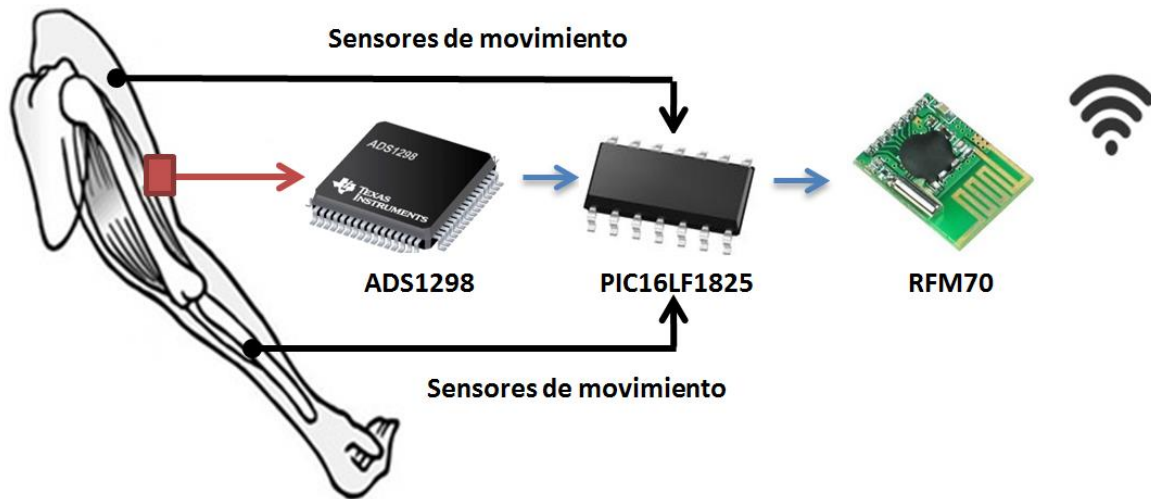 Sensores de movimiento
ADS1298
TEXAS
INSTRUMENTS
ADS1298
PIC16LF1825
RFM70
Sensores de movimiento